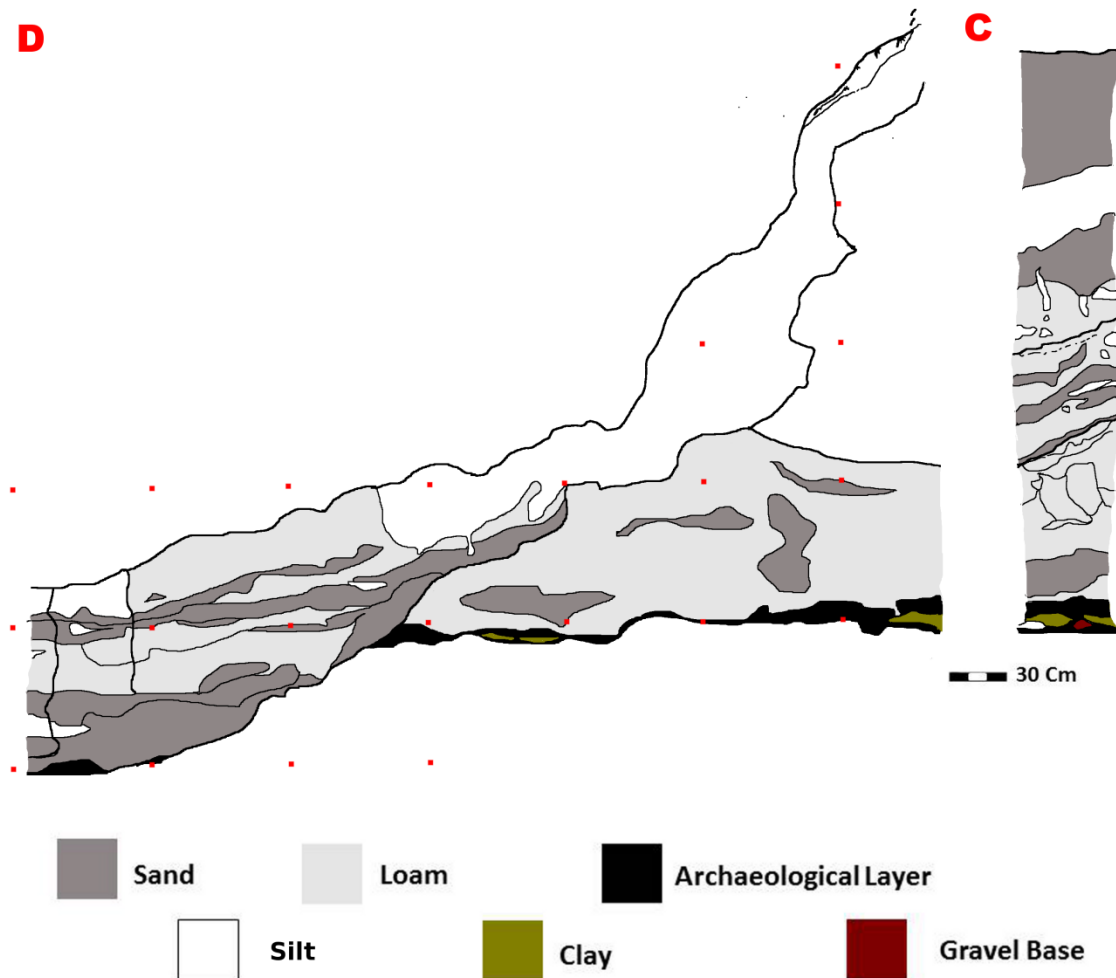 D
C
30 Cm
Sand
Loam
Archaeological Layer
Silt
Clay
Gravel Base